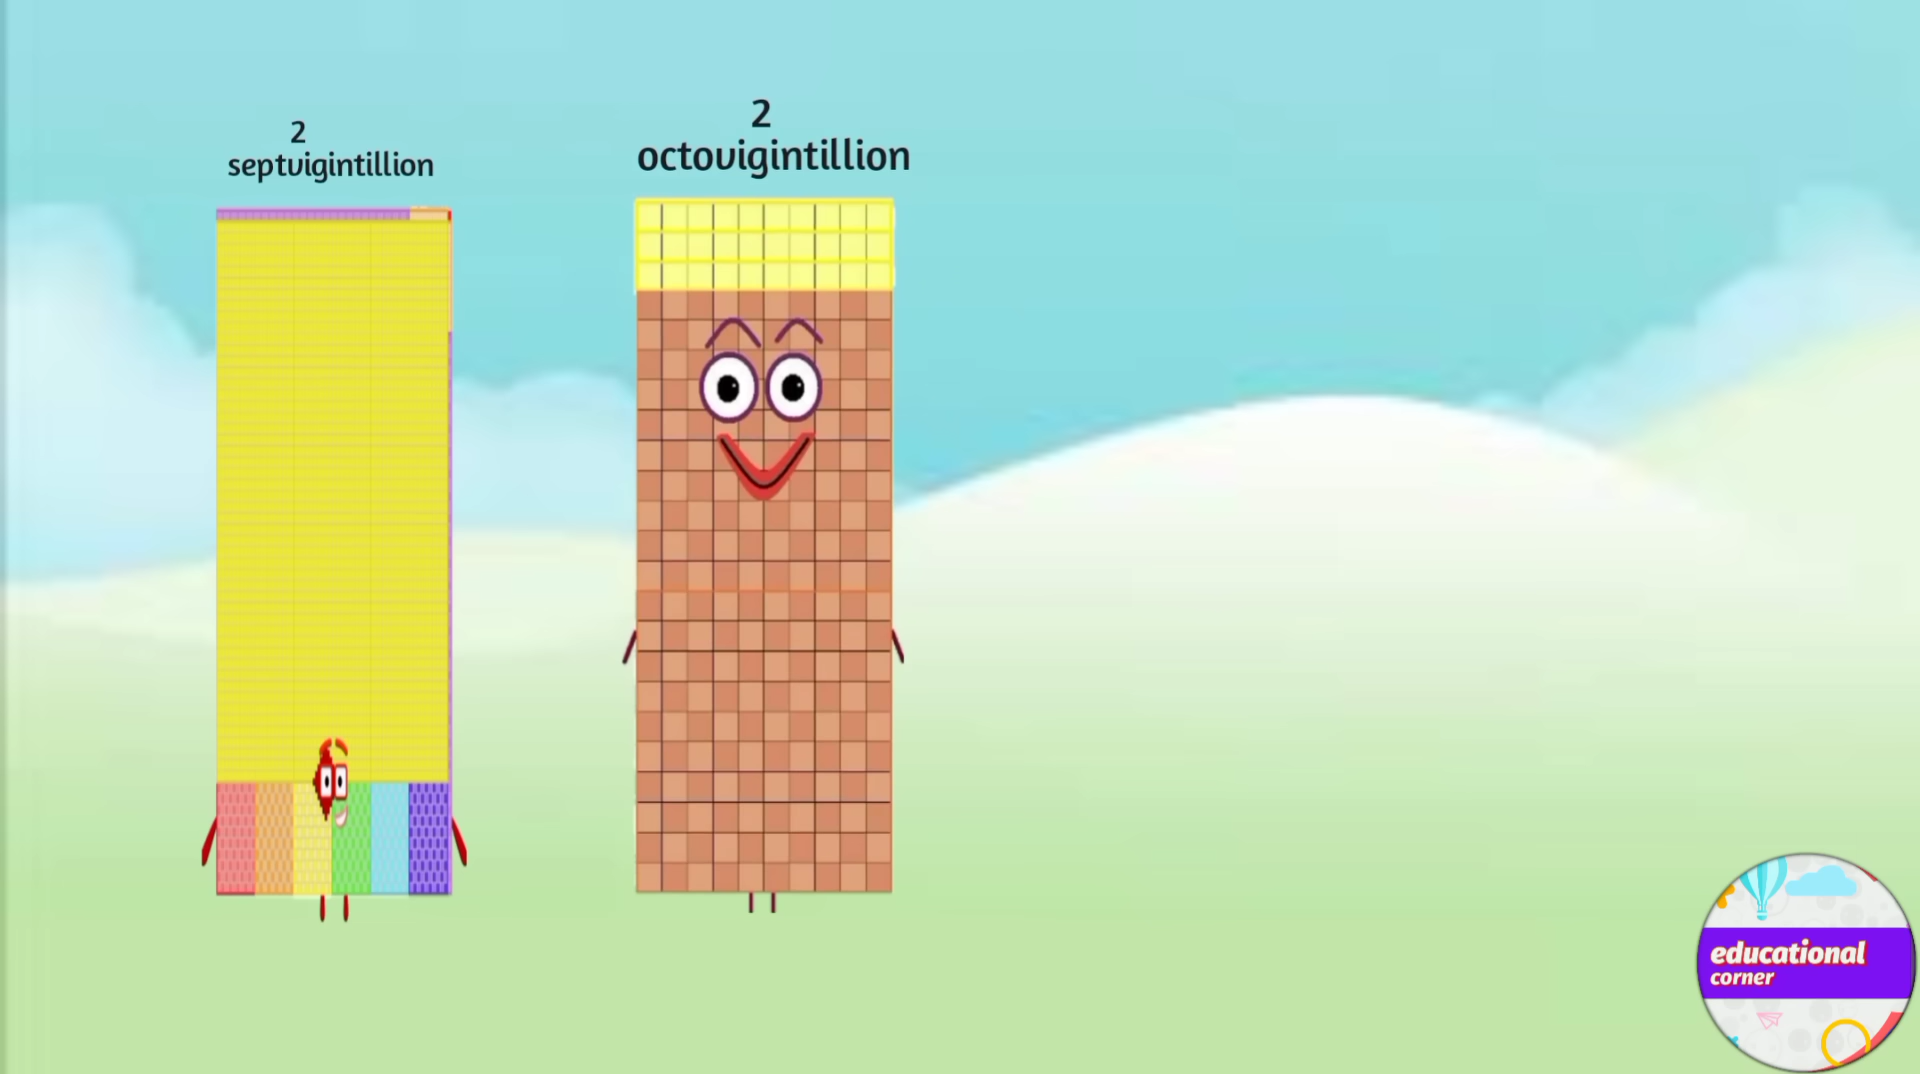 2
septvigintillion
2
octovigintillion
educational
corner